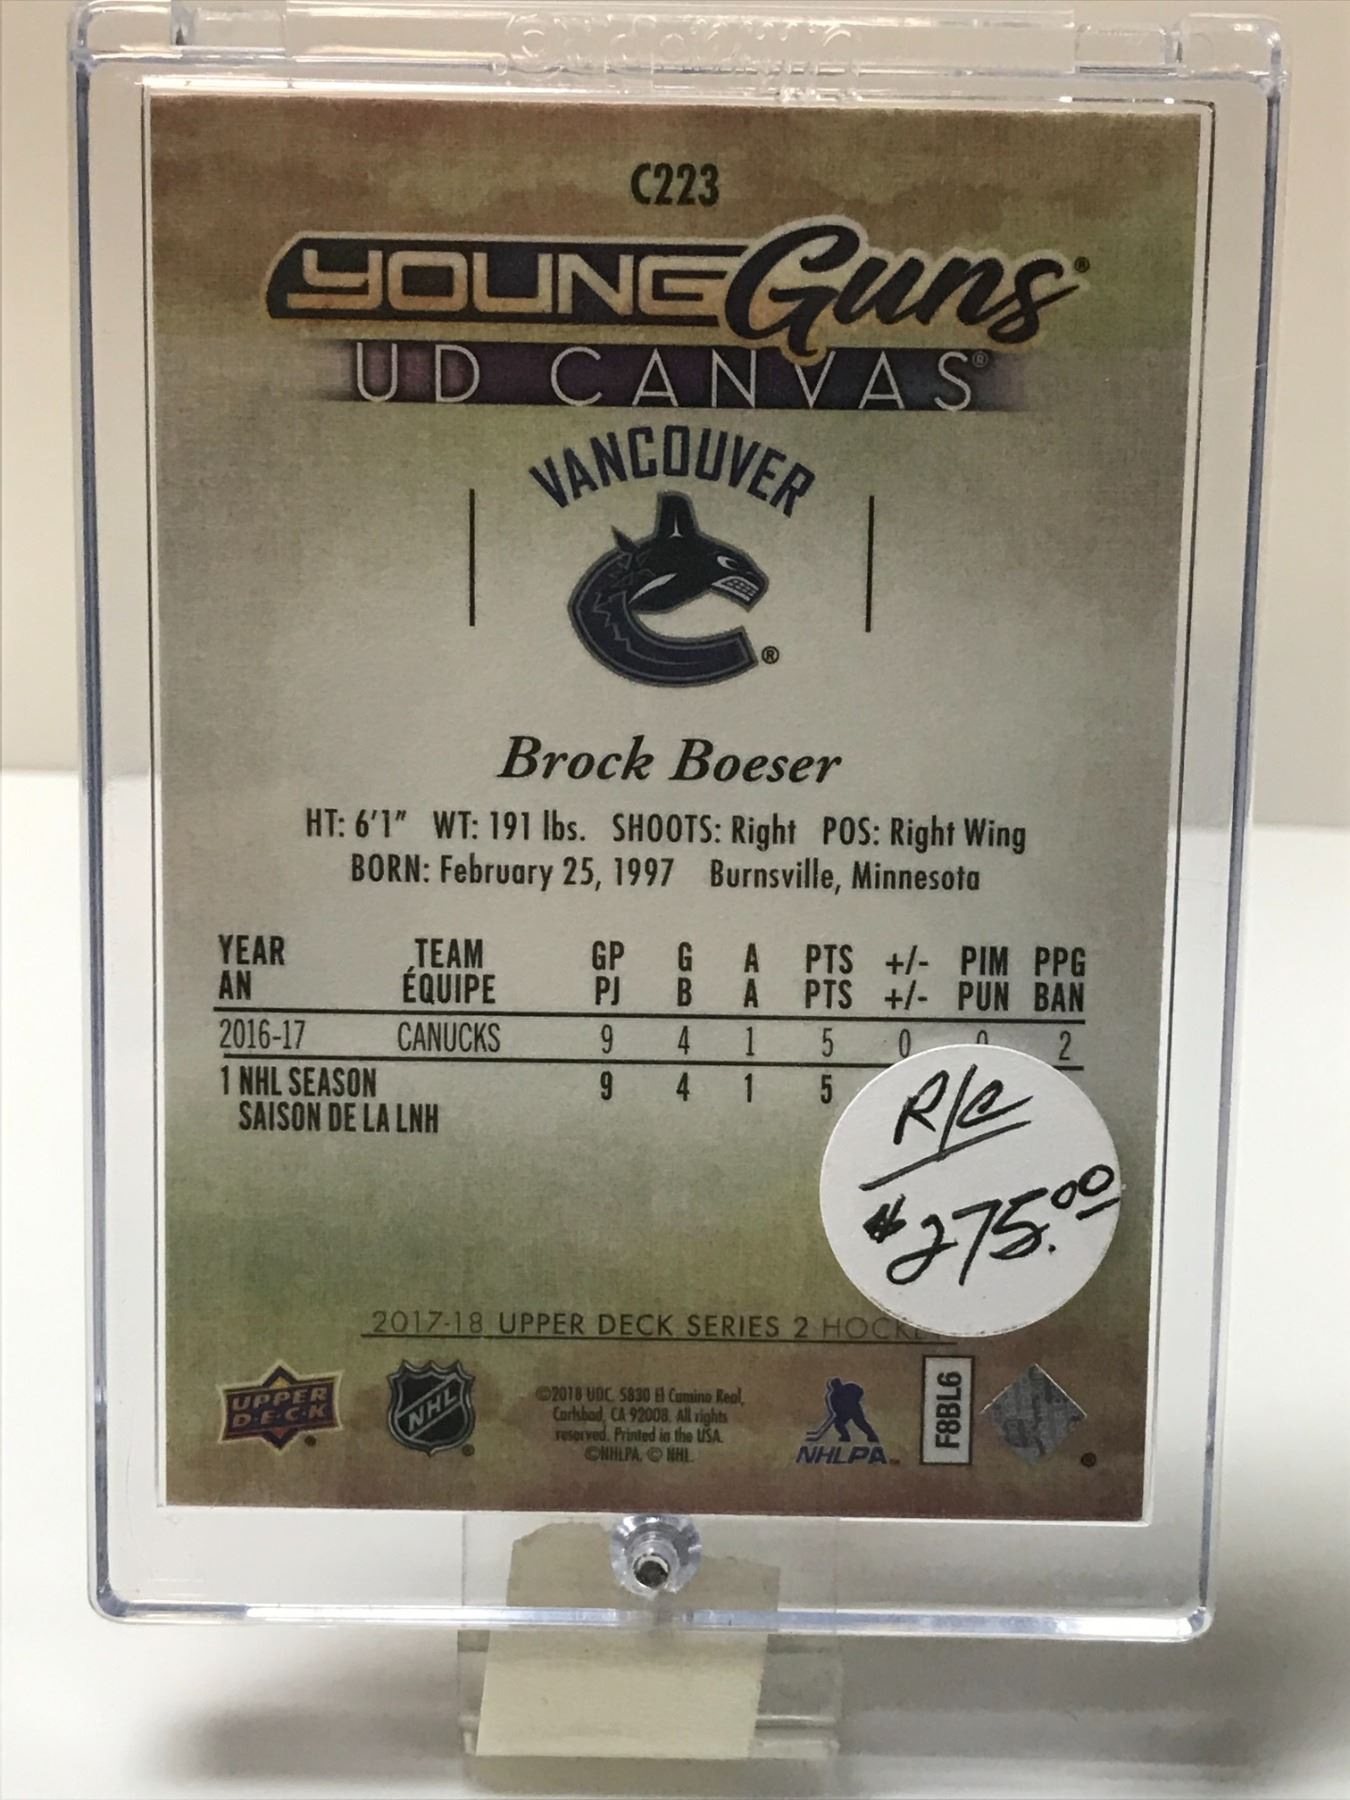 C223
YOUNG Guns®
UD CANVAS®
VANCOUVER
®
Brock Boeser
HT: 6'1" WT: 191 lbs. SHOOTS: Right POS: Right Wing
BORN: February 25, 1997 Burnsville, Minnesota
YEAR TEAM GP G A PTS +/- PIM PPG
AN ÉQUIPE PJ B A PTS +/- PUN BAN
2016-17 CANUCKS 9 4 1 5 0 0 2
1 NHL SEASON 9 4 1 5
SAISON DE LA LNH
R/C
$275.00
2017-18 UPPER DECK SERIES 2 HOCKEY
UPPER
DECK
NHL
©2018 UDC. 5830 El Camino Real,
Carlsbad, CA 92008. All rights
reserved. Printed in the USA.
©NHLPA. © NHL.
NHLPA™
F8BL6
®